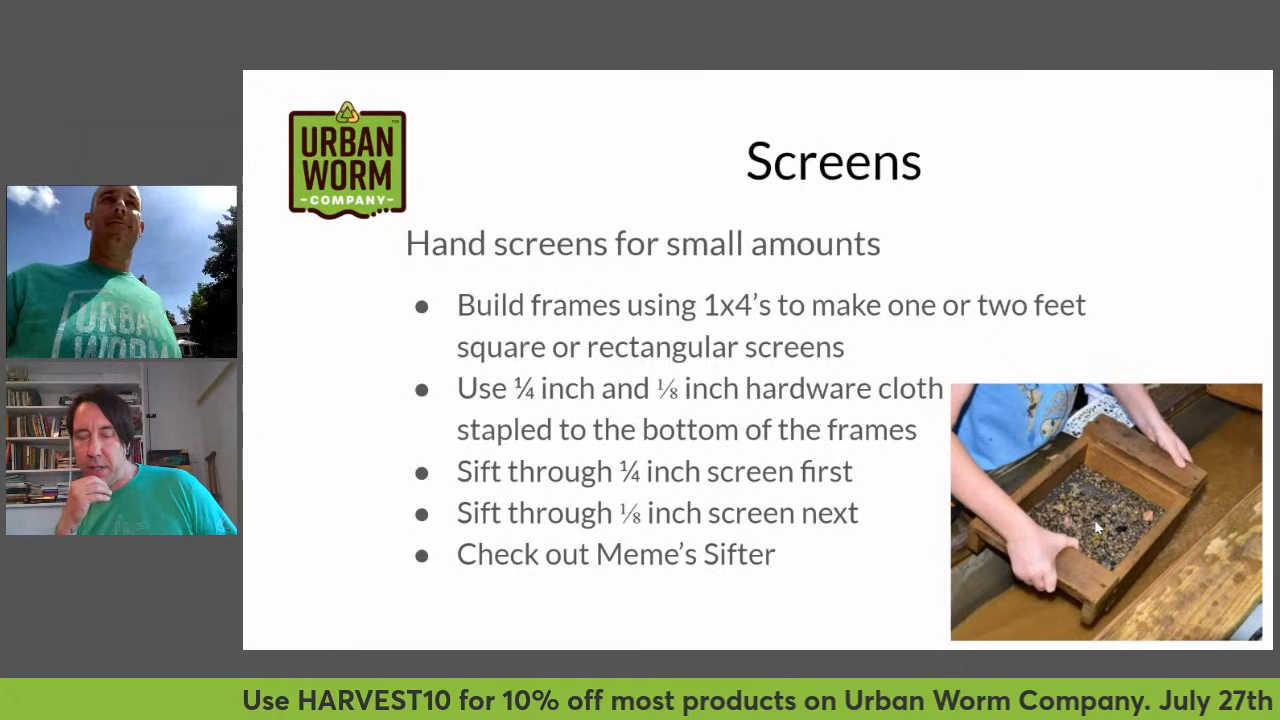 URBAN
WORM
COMPANY
TM
Screens
Hand screens for small amounts
● Build frames using 1x4’s to make one or two feet
square or rectangular screens
● Use ¼ inch and ⅛ inch hardware cloth
stapled to the bottom of the frames
● Sift through ¼ inch screen first
● Sift through ⅛ inch screen next
● Check out Meme’s Sifter
URBAN
WORM
Use HARVEST10 for 10% off most products on Urban Worm Company. July 27th